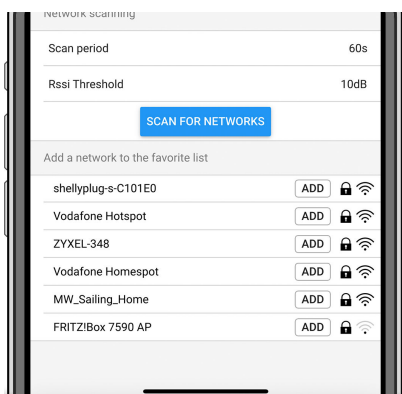 Network scanning
Scan period 60s
Rssi Threshold 10dB
SCAN FOR NETWORKS
Add a network to the favorite list
shellyplug-s-C101E0 ADD
Vodafone Hotspot ADD
ZYXEL-348 ADD
Vodafone Homespot ADD
MW_Sailing_Home ADD
FRITZ!Box 7590 AP ADD